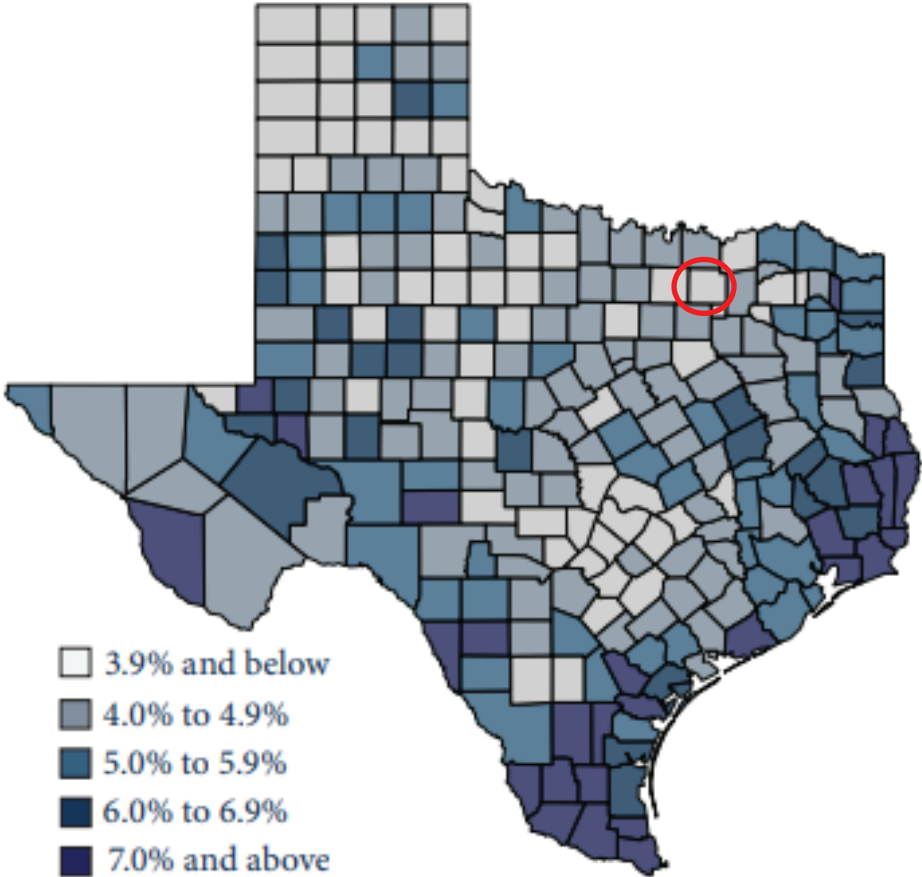 3.9% and below
4.0% to 4.9%
5.0% to 5.9%
6.0% to 6.9%
7.0% and above